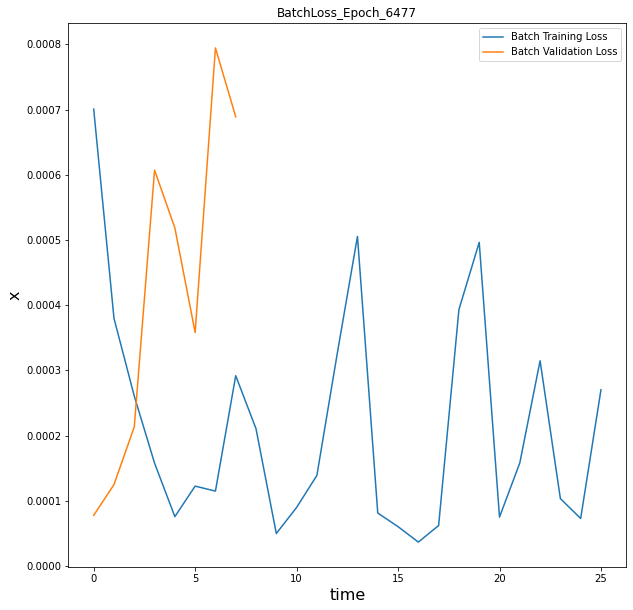 BatchLoss_Epoch_6477
Batch Training Loss
Batch Validation Loss
0.0008
0.0007
0.0006
0.0005
0.0004
0.0003
0.0002
0.0001
0.0000
x
0 5 10 15 20 25
time